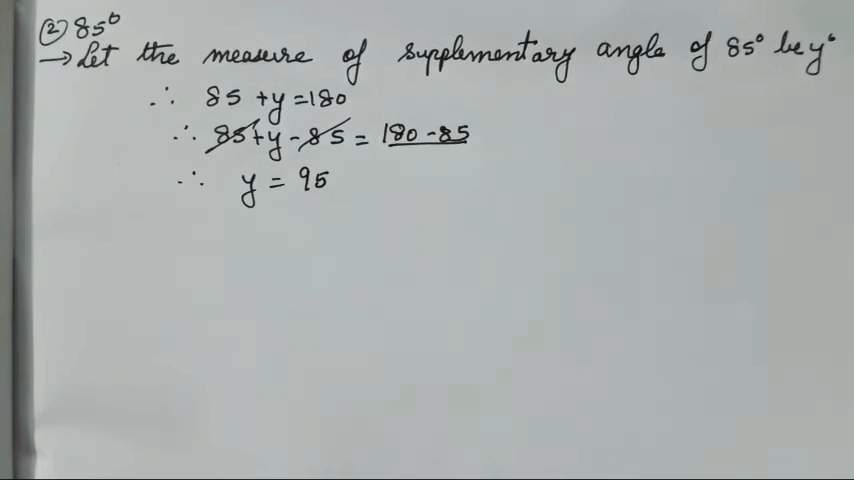 ② 85°
→ Let the measure of supplementary angle of 85° be y°
∴ 85 + y = 180
∴ 85 + y - 85 = 180 - 85
∴ y = 95